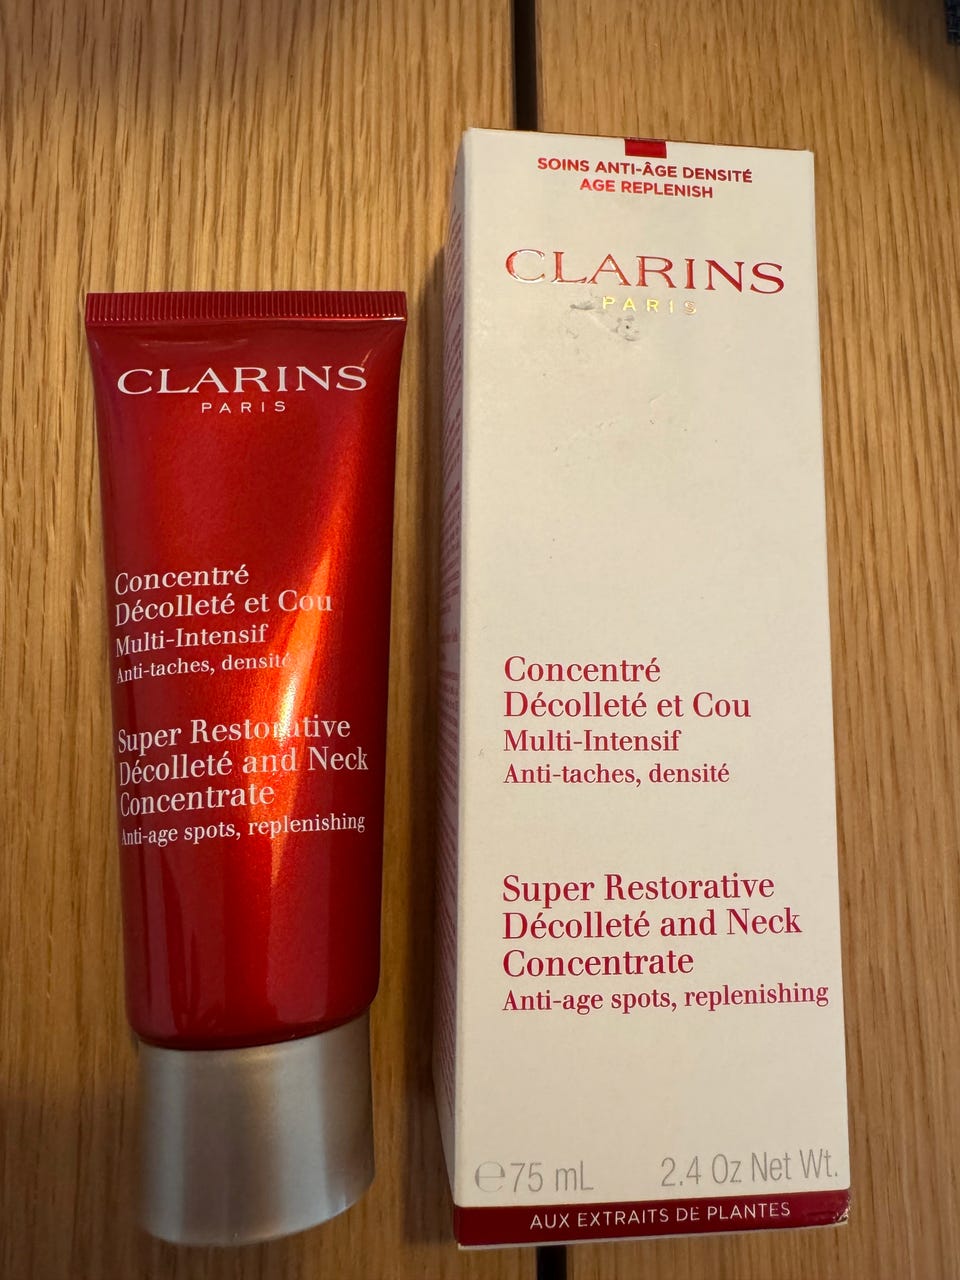 CLARINS
PARIS
Concentré
Décolleté et Cou
Multi-Intensif
Anti-taches, densité
Super Restorative
Décolleté and Neck
Concentrate
Anti-age spots, replenishing
SOINS ANTI-ÂGE DENSITÉ
AGE REPLENISH
CLARINS
PARIS
Concentré
Décolleté et Cou
Multi-Intensif
Anti-taches, densité
Super Restorative
Décolleté and Neck
Concentrate
Anti-age spots, replenishing
℮75 mL 2.4 Oz Net Wt.
AUX EXTRAITS DE PLANTES